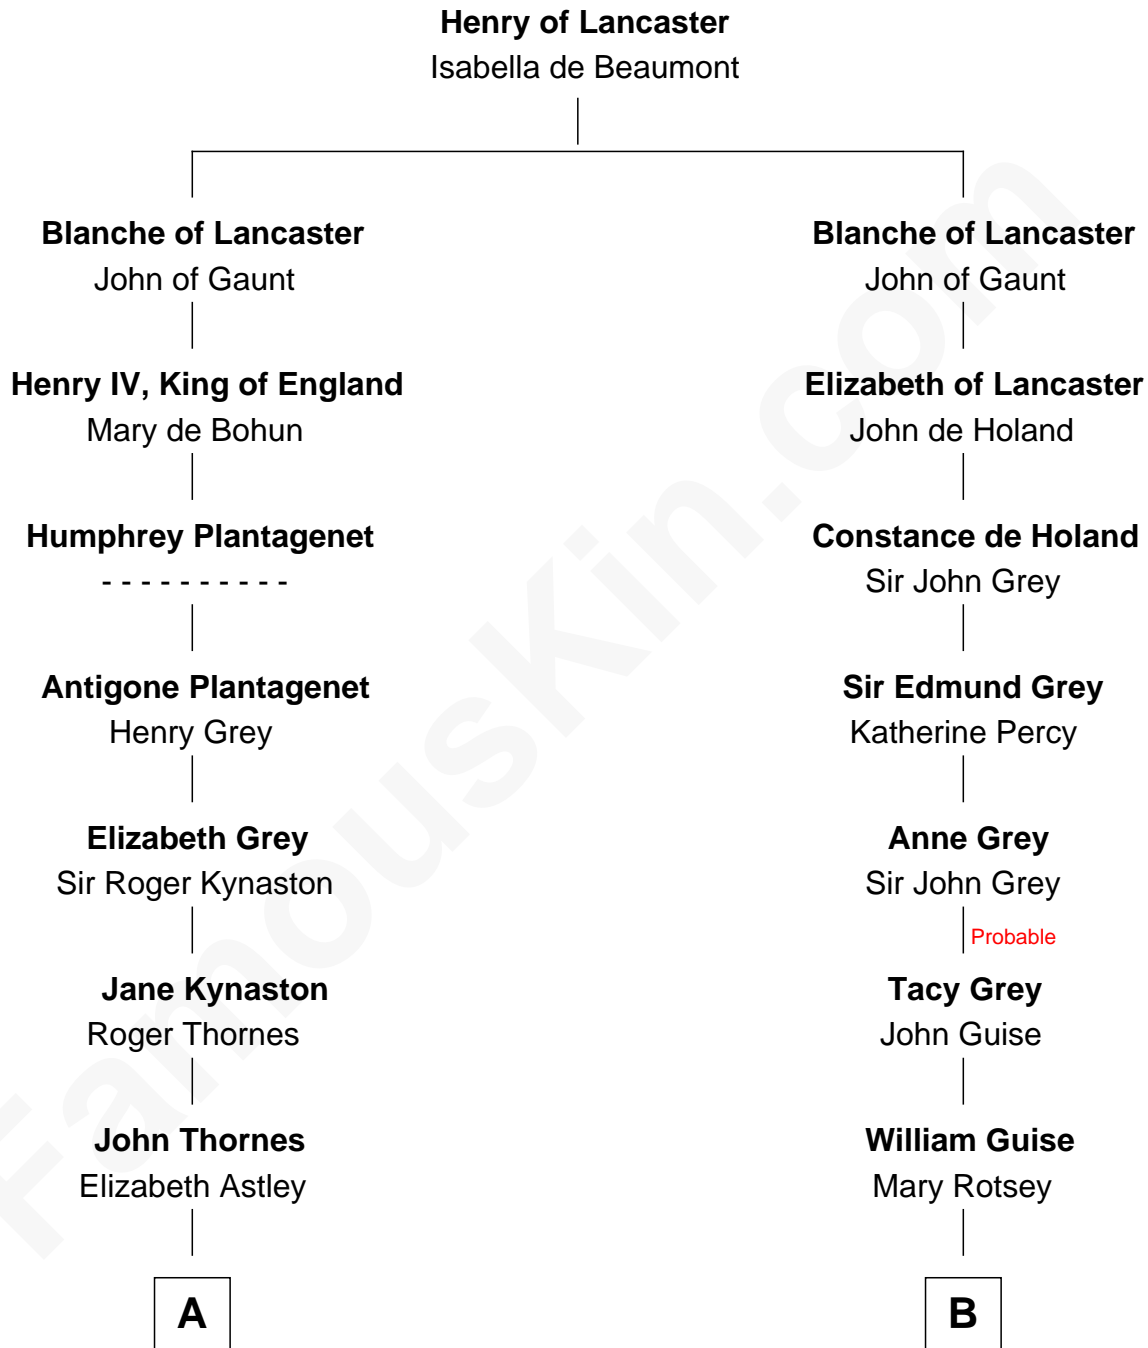 Henry of Lancaster
Isabella de Beaumont
Blanche of Lancaster
John of Gaunt
Blanche of Lancaster
John of Gaunt
Henry IV, King of England
Mary de Bohun
Elizabeth of Lancaster
John de Holand
Humphrey Plantagenet
- - - - - - - - - -
Constance de Holand
Sir John Grey
Antigone Plantagenet
Henry Grey
Sir Edmund Grey
Katherine Percy
Elizabeth Grey
Sir Roger Kynaston
Anne Grey
Sir John Grey
Probable
Jane Kynaston
Roger Thornes
Tacy Grey
John Guise
John Thornes
Elizabeth Astley
William Guise
Mary Rotsey
A
B
FamousKin.com